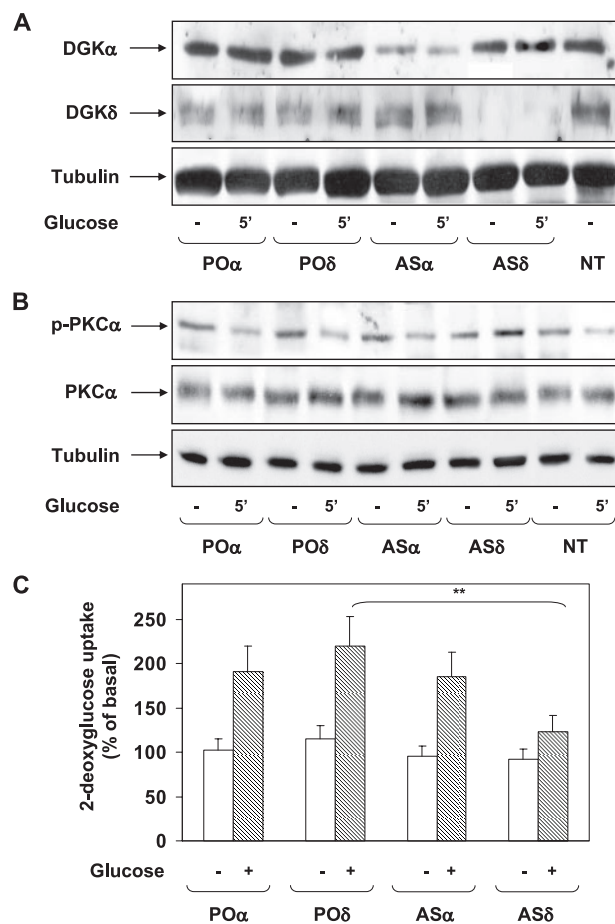 A
DGKα
DGKδ
Tubulin
Glucose - 5’ - 5’ - 5’ - 5’ -
POα POδ ASα ASδ NT
B
p-PKCα
PKCα
Tubulin
Glucose - 5’ - 5’ - 5’ - 5’ - 5’
POα POδ ASα ASδ NT
C
2-deoxyglucose uptake
(% of basal)
250
200
150
100
50
0
**
Glucose - + - + - + - +
POα POδ ASα ASδ